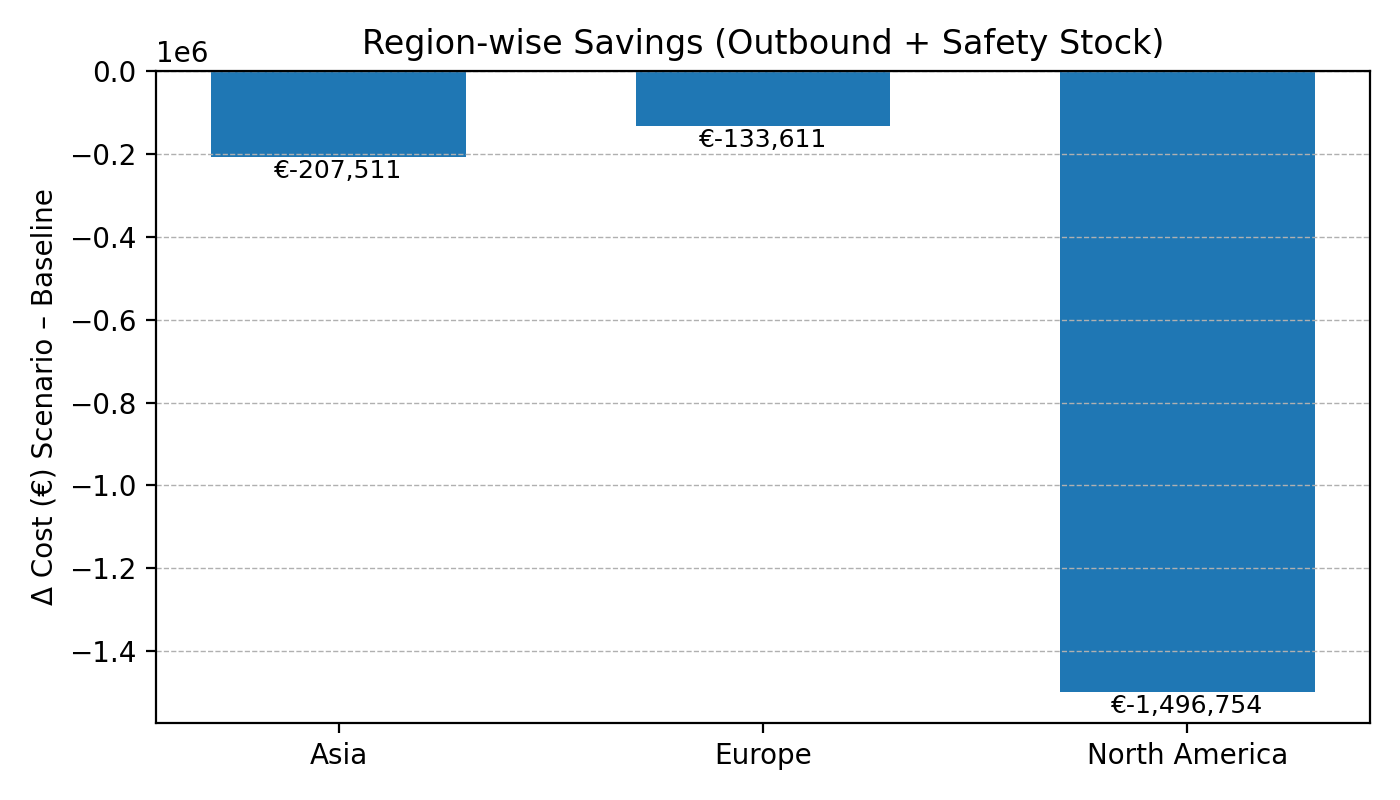 Region-wise Savings (Outbound + Safety Stock)
1e6
Δ Cost (€) Scenario – Baseline
0.0
−0.2
−0.4
−0.6
−0.8
−1.0
−1.2
−1.4
€-207,511
€-133,611
€-1,496,754
Asia
Europe
North America